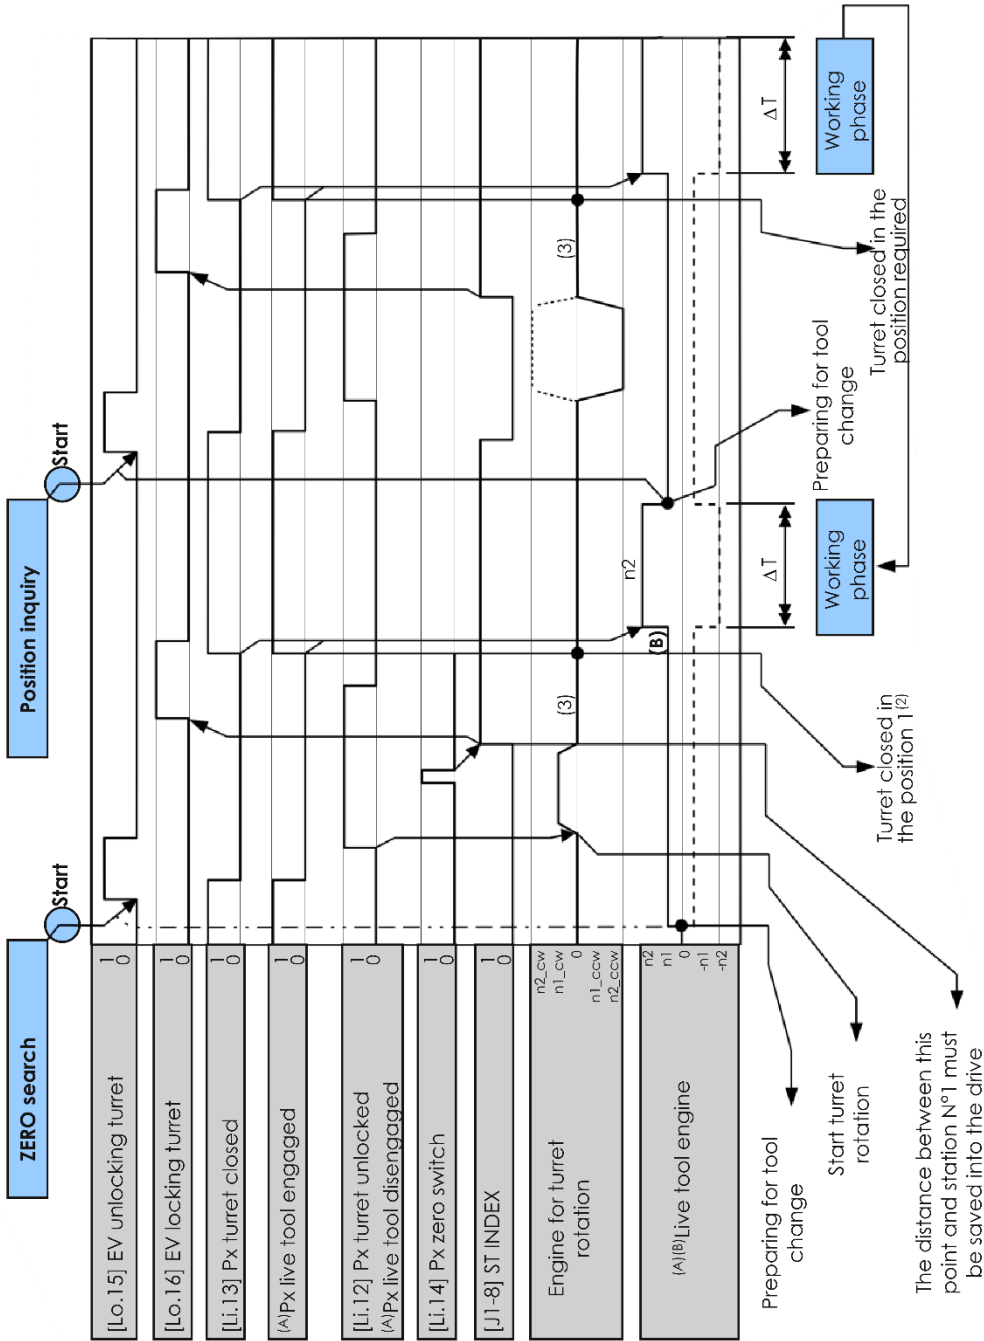 ZERO search
Position inquiry
Start
Start
[Lo.15] EV unlocking turret
1
0
[Lo.16] EV locking turret
1
0
[Li.13] Px turret closed
1
0
(A)Px live tool engaged
1
0
[Li.12] Px turret unlocked
(A)Px live tool disengaged
1
0
[Li.14] Px zero switch
1
0
[J1-8] ST INDEX
1
0
Engine for turret
rotation
n2_cw
n1_cw
0
n1_ccw
n2_ccw
(3)
(3)
(A)(B)Live tool engine
n2
n1
0
-n1
-n2
(B)
n2
ΔT
ΔT
Working
phase
Working
phase
Preparing for tool
change
Start turret
rotation
The distance between this
point and station N°1 must
be saved into the drive
Turret closed in
the position 1(2)
Preparing for tool
change
Turret closed in the
position required